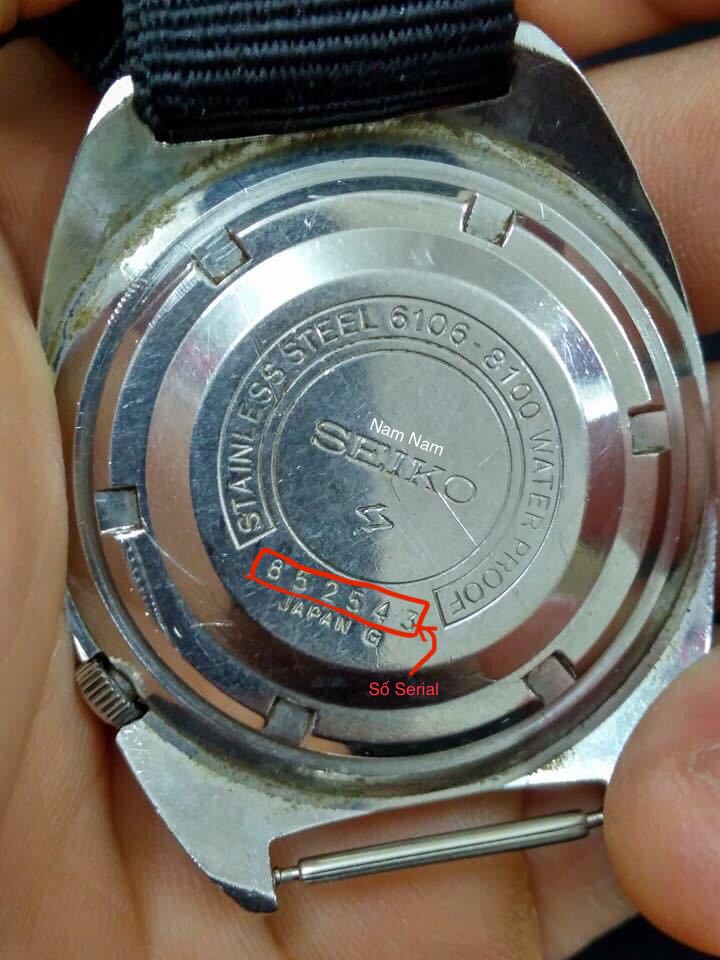 STAINLESS STEEL 6106-8100 WATER PROOF
Nam Nam
SEIKO
852543
JAPAN G
Số Serial